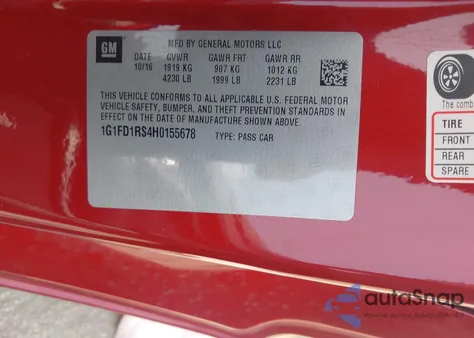 GM
MFD BY GENERAL MOTORS LLC
DATE GVWR GAWR FRT GAWR RR
10/16 1919 KG 907 KG 1012 KG
4230 LB 1999 LB 2231 LB
THIS VEHICLE CONFORMS TO ALL APPLICABLE U.S. FEDERAL MOTOR
VEHICLE SAFETY, BUMPER, AND THEFT PREVENTION STANDARDS IN
EFFECT ON THE DATE OF MANUFACTURE SHOWN ABOVE.
1G1FD1RS4H0155678 TYPE: PASS CAR
The comb
TIRE
FRONT
REAR
SPARE
autoSnap